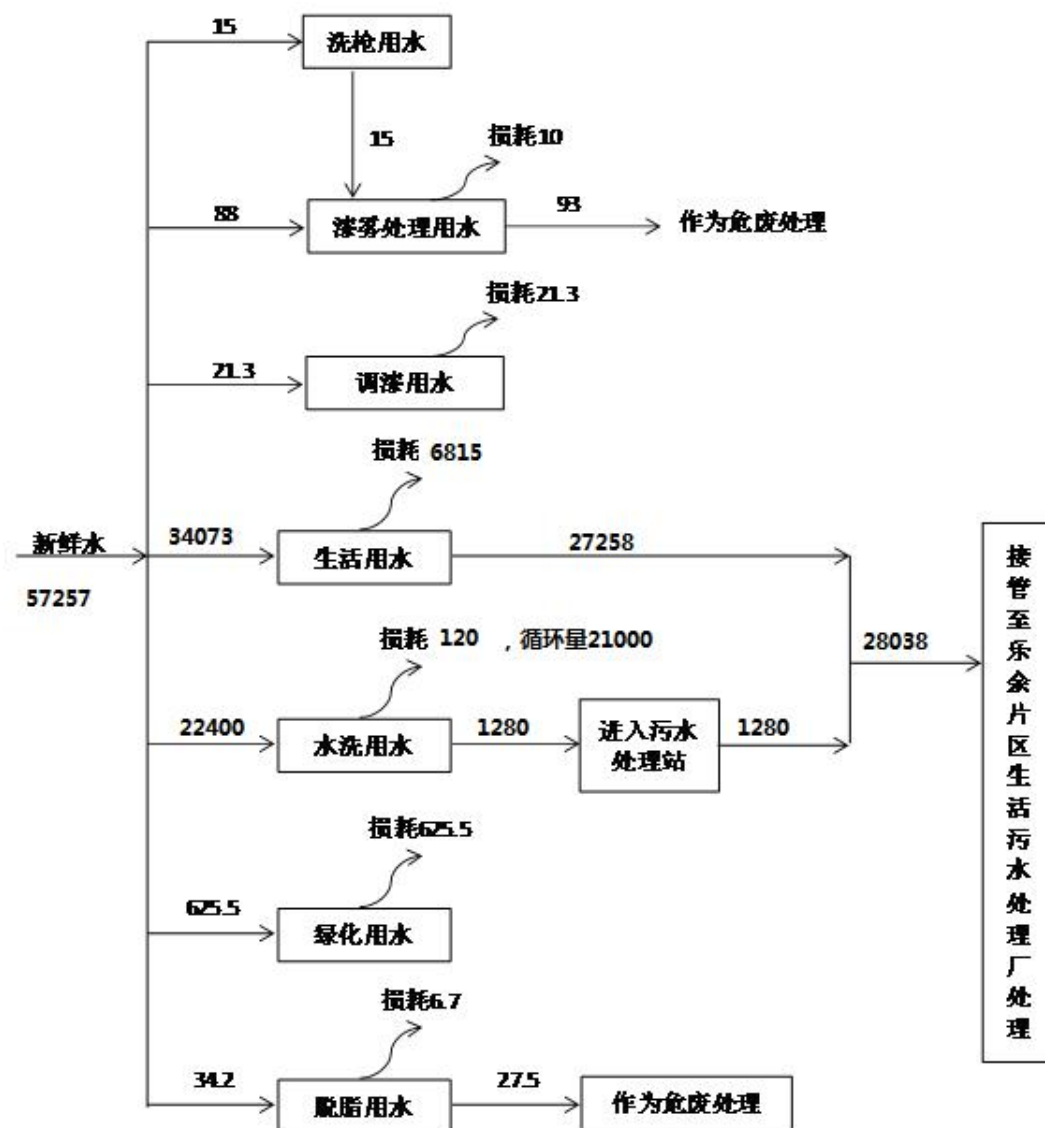 15
洗枪用水
15
损耗10
88
漆雾处理用水
93
作为危废处理
损耗21.3
21.3
调漆用水
损耗 6815
新鲜水
34073
生活用水
27258
57257
损耗 120 ，循环量21000
28038
22400
水洗用水
1280
进入污水
处理站
1280
接管至乐余片区生活污水处理厂处理
损耗625.5
625.5
绿化用水
损耗6.7
34.2
脱脂用水
27.5
作为危废处理